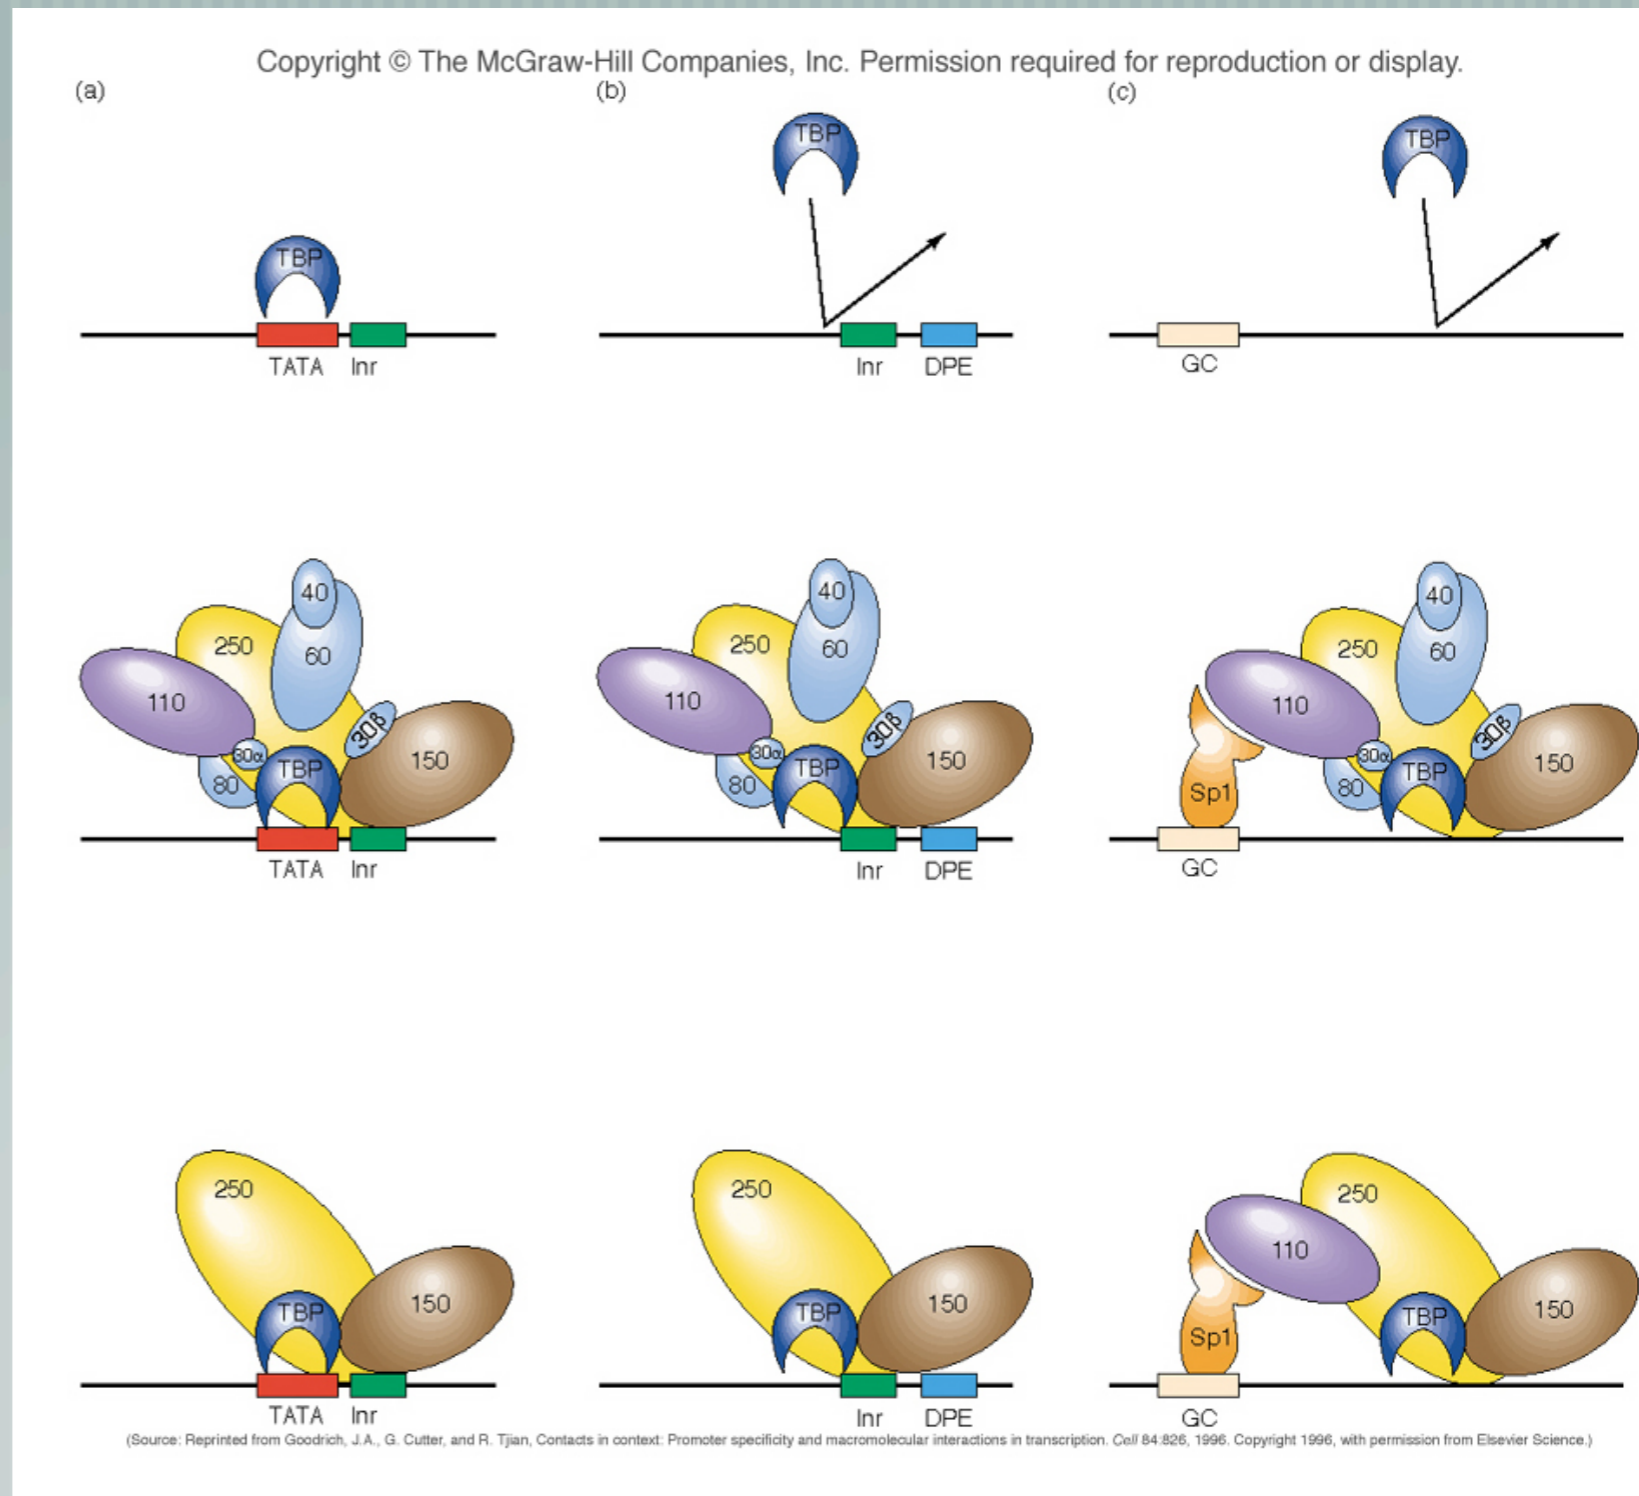 Copyright © The McGraw-Hill Companies, Inc. Permission required for reproduction or display.
(a) (b) (c)
TBP TBP
TBP
TATA Inr Inr DPE GC
40 40 40
250 60 250 60 250 60
110 110 110
30α 30β 30α 30β 30α 30β
TBP 150 TBP 150 TBP 150
80 80 Sp1 80
TATA Inr Inr DPE GC
250 250 250
110
TBP 150 TBP 150 TBP 150
Sp1
TATA Inr Inr DPE GC
(Source: Reprinted from Goodrich, J.A., G. Cutter, and R. Tjian, Contacts in context: Promoter specificity and macromolecular interactions in transcription. Cell 84:826, 1996. Copyright 1996, with permission from Elsevier Science.)